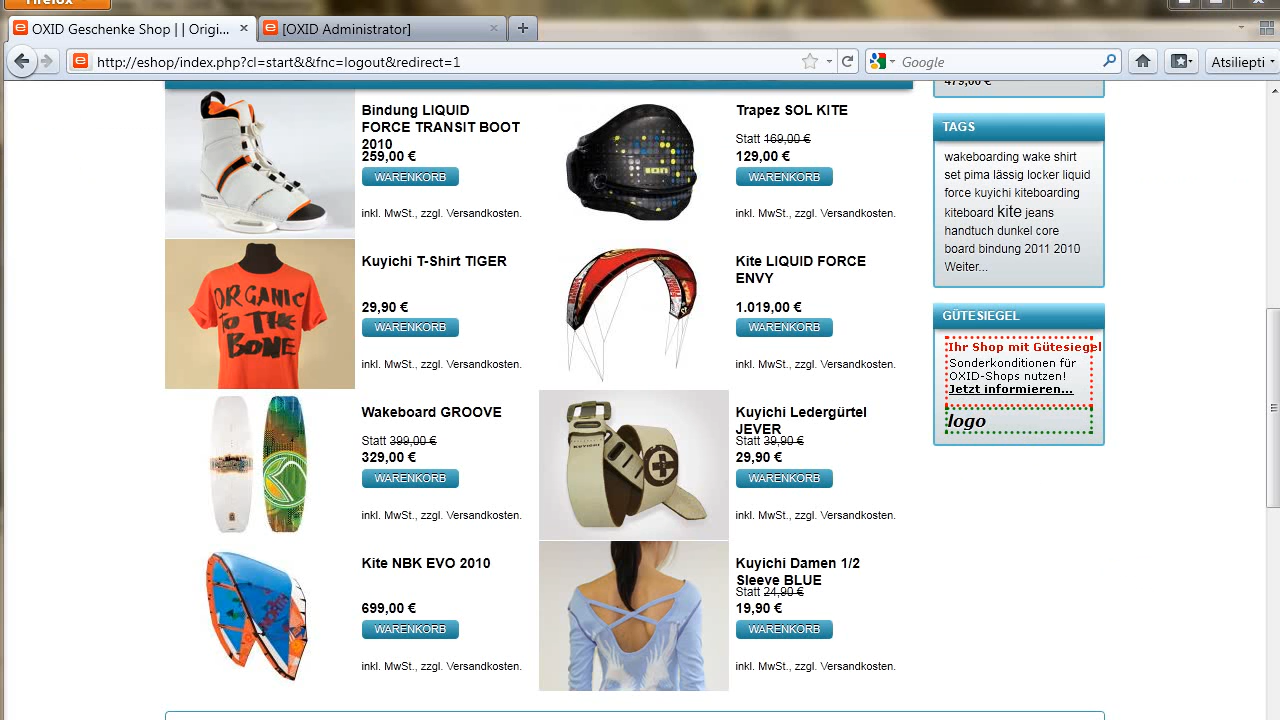 Firefox
OXID Geschenke Shop | | Origi...
[OXID Administrator]
http://eshop/index.php?cl=start&&fnc=logout&redirect=1
Google
Atsiliepti
479,00 €
Bindung LIQUID
FORCE TRANSIT BOOT
2010
259,00 €
WARENKORB
inkl. MwSt., zzgl. Versandkosten.
ION
Trapez SOL KITE
Statt 169,00 €
129,00 €
WARENKORB
inkl. MwSt., zzgl. Versandkosten.
ORGANIC
TO THE
BONE
Kuyichi T-Shirt TIGER
29,90 €
WARENKORB
inkl. MwSt., zzgl. Versandkosten.
Kite LIQUID FORCE
ENVY
1.019,00 €
WARENKORB
inkl. MwSt., zzgl. Versandkosten.
Wakeboard GROOVE
Statt 399,00 €
329,00 €
WARENKORB
inkl. MwSt., zzgl. Versandkosten.
KUYICHI
Kuyichi Ledergürtel
JEVER
Statt 39,90 €
29,90 €
WARENKORB
inkl. MwSt., zzgl. Versandkosten.
Kite NBK EVO 2010
699,00 €
WARENKORB
inkl. MwSt., zzgl. Versandkosten.
Kuyichi Damen 1/2
Sleeve BLUE
Statt 24,90 €
19,90 €
WARENKORB
inkl. MwSt., zzgl. Versandkosten.
TAGS
wakeboarding wake shirt
set pima lässig locker liquid
force kuyichi kiteboarding
kiteboard kite jeans
handtuch dunkel core
board bindung 2011 2010
Weiter...
GÜTESIEGEL
Ihr Shop mit Gütesiegel
Sonderkonditionen für
OXID-Shops nutzen!
Jetzt informieren...
logo